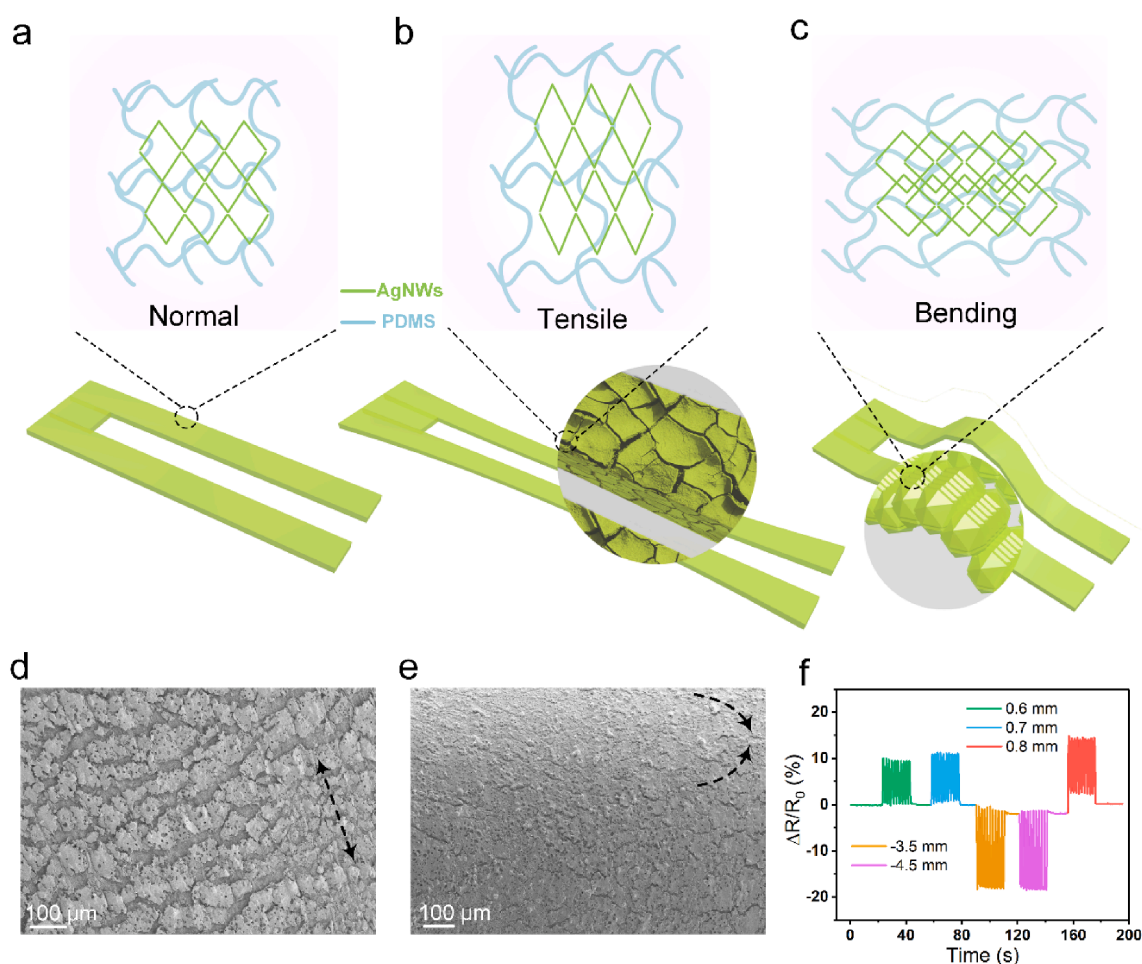 a
b
c
AgNWs
PDMS
Normal
Tensile
Bending
d
e
f
100 μm
100 μm
0.6 mm
0.7 mm
0.8 mm
-3.5 mm
-4.5 mm
ΔR/R0 (%)
20
10
0
-10
-20
0 40 80 120 160 200
Time (s)